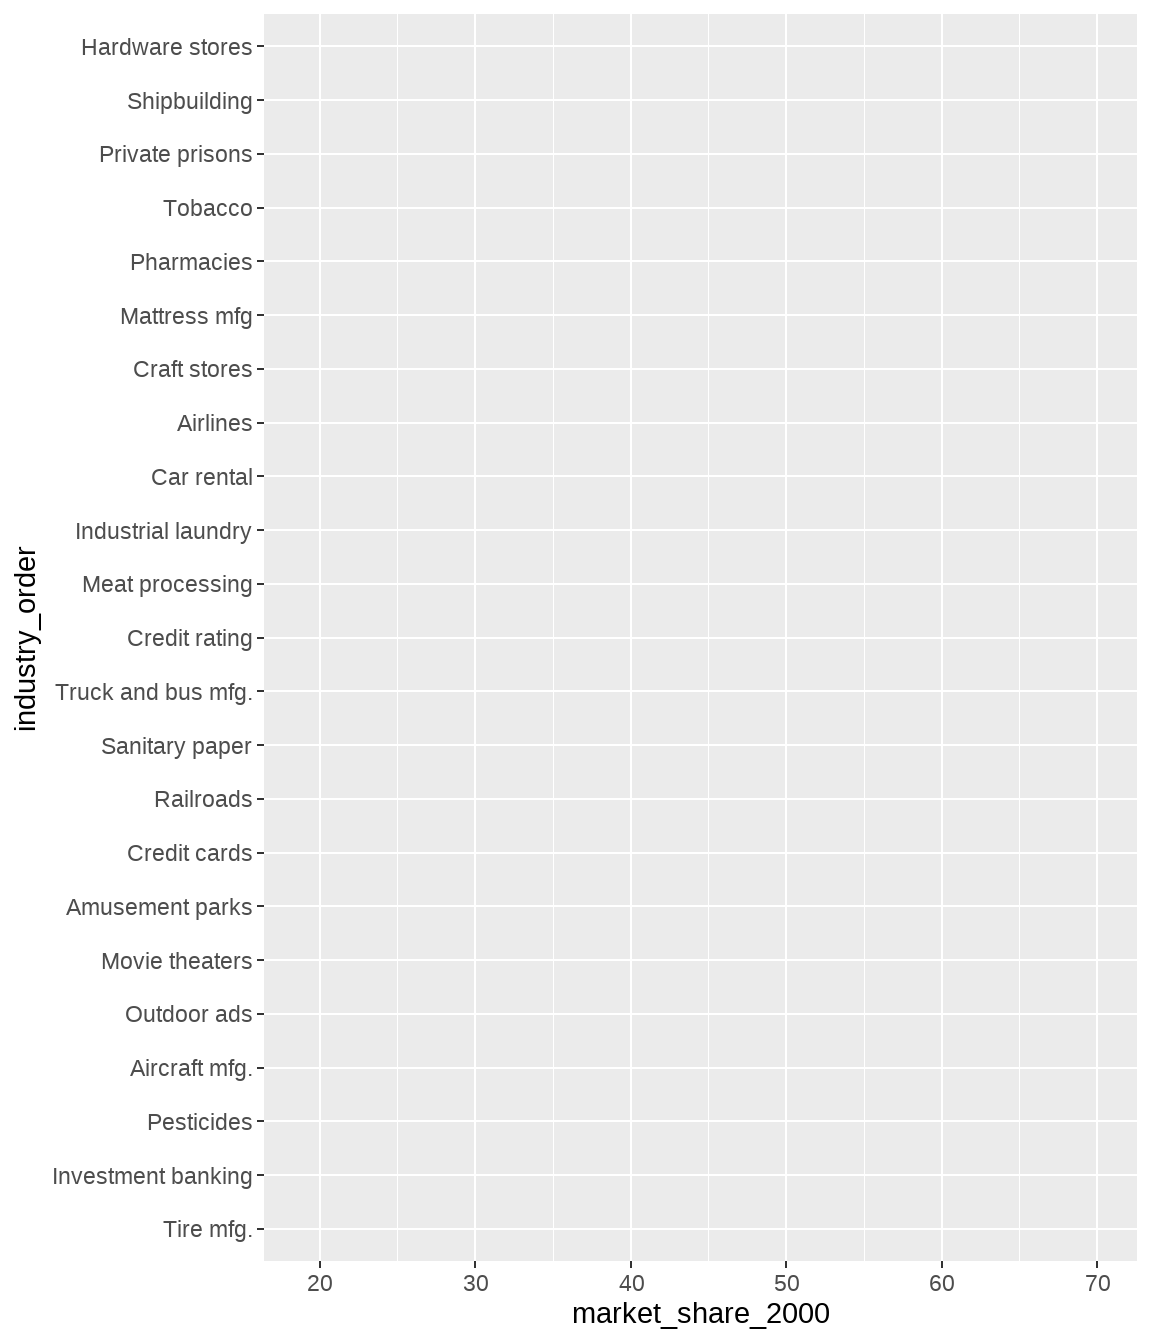 Hardware stores
Shipbuilding
Private prisons
Tobacco
Pharmacies
Mattress mfg
Craft stores
Airlines
Car rental
Industrial laundry
Meat processing
Credit rating
Truck and bus mfg.
Sanitary paper
Railroads
Credit cards
Amusement parks
Movie theaters
Outdoor ads
Aircraft mfg.
Pesticides
Investment banking
Tire mfg.
industry_order
20 30 40 50 60 70
market_share_2000